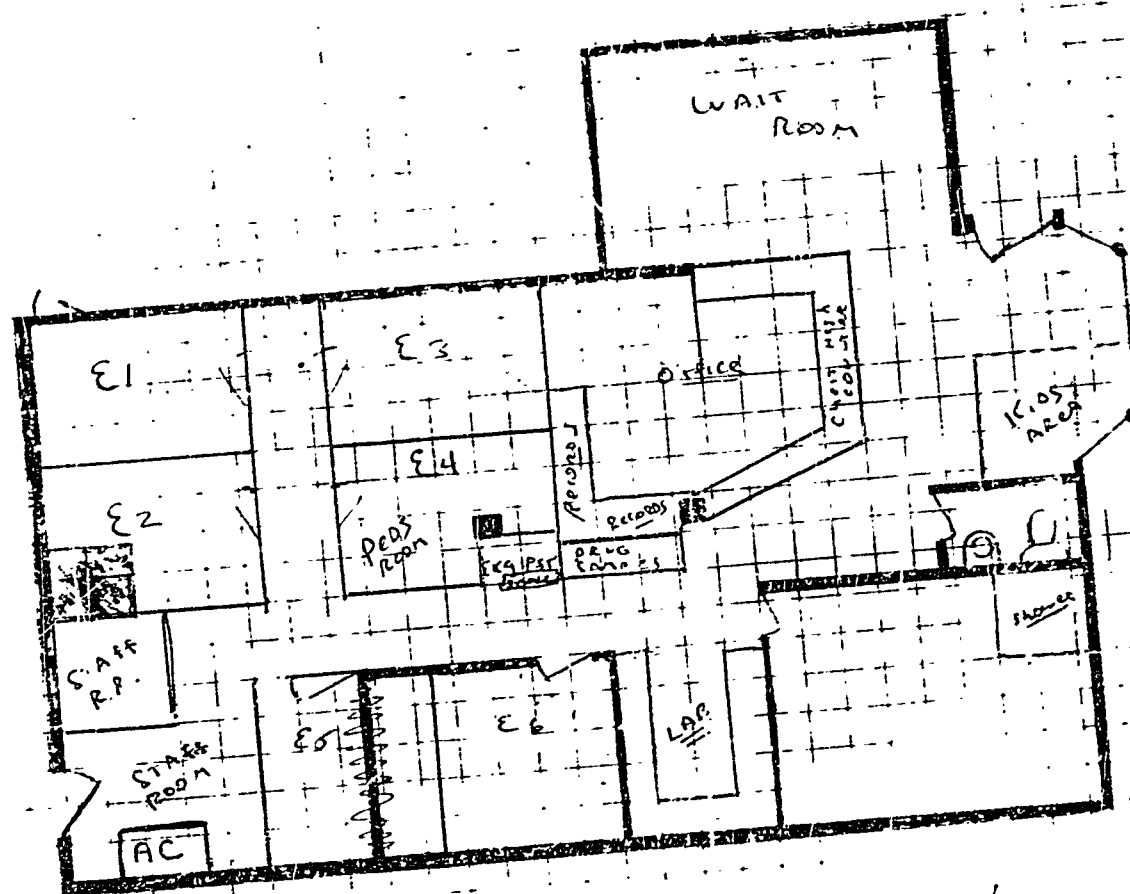 WAIT
ROOM
E1
E3
OFFICE
KIDS
AREA
E4
E2
PEDS
ROOM
RECORDS
RECORDS
DRUG
SAMPLES
SHOWER
STAFF
R.R.
E5
E6
LAB
STAFF
ROOM
AC